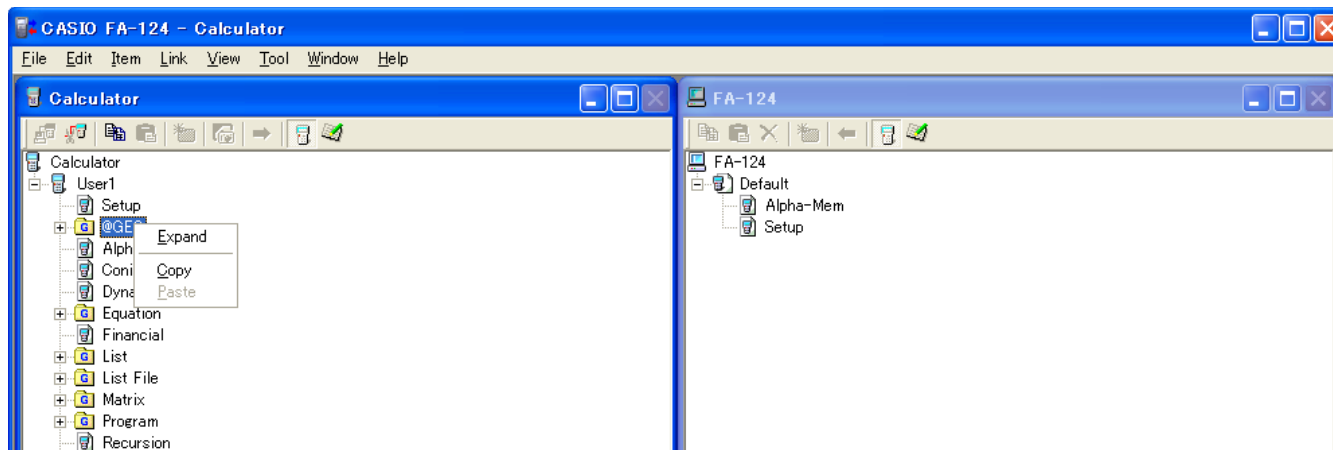 CASIO FA-124 - Calculator
File Edit Item Link View Tool Window Help
Calculator
Calculator
User1
Setup
@GE
Expand
Alph
Coni
Copy
Dyna
Paste
Equation
Financial
List
List File
Matrix
Program
Recursion
FA-124
FA-124
Default
Alpha-Mem
Setup